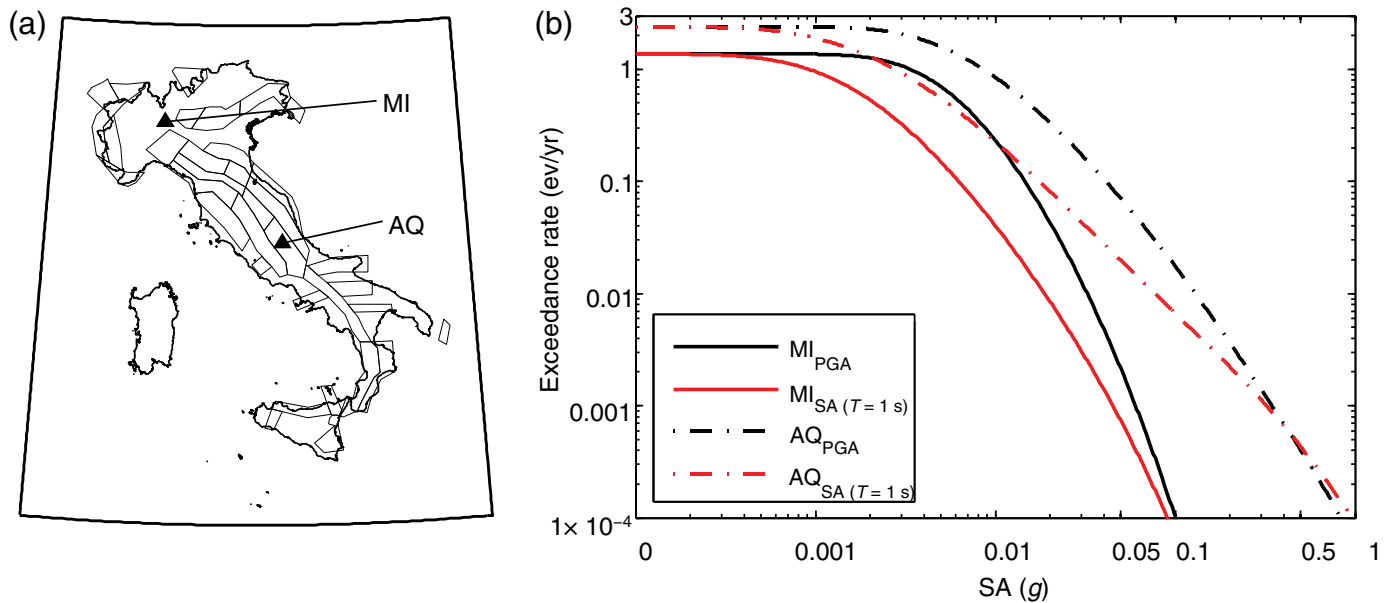 (a)
MI
AQ
(b)
Exceedance rate (ev/yr)
3
1
0.1
0.01
0.001
1× 10⁻⁴
MI_PGA
MI_SA (T = 1 s)
AQ_PGA
AQ_SA (T = 1 s)
0 0.001 0.01 0.05 0.1 0.5 1
SA (g)